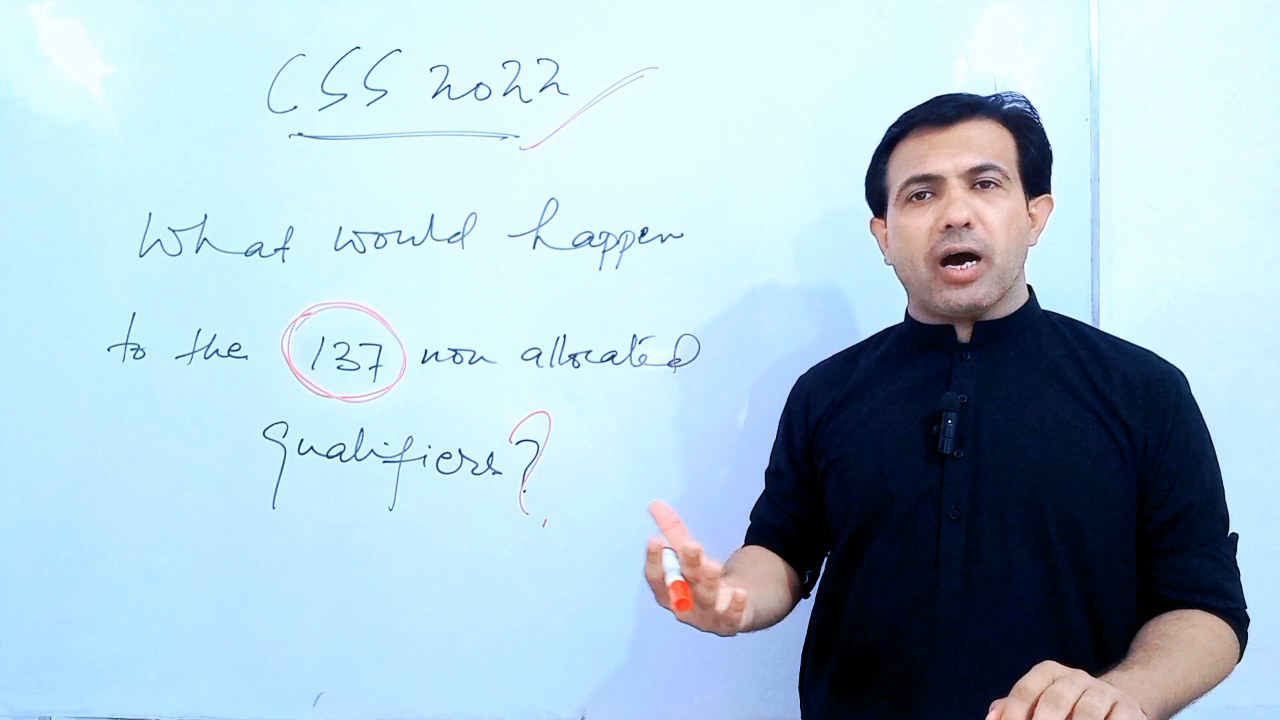 CSS 2022
What would happen
to the 137 non allocated
qualifiers?